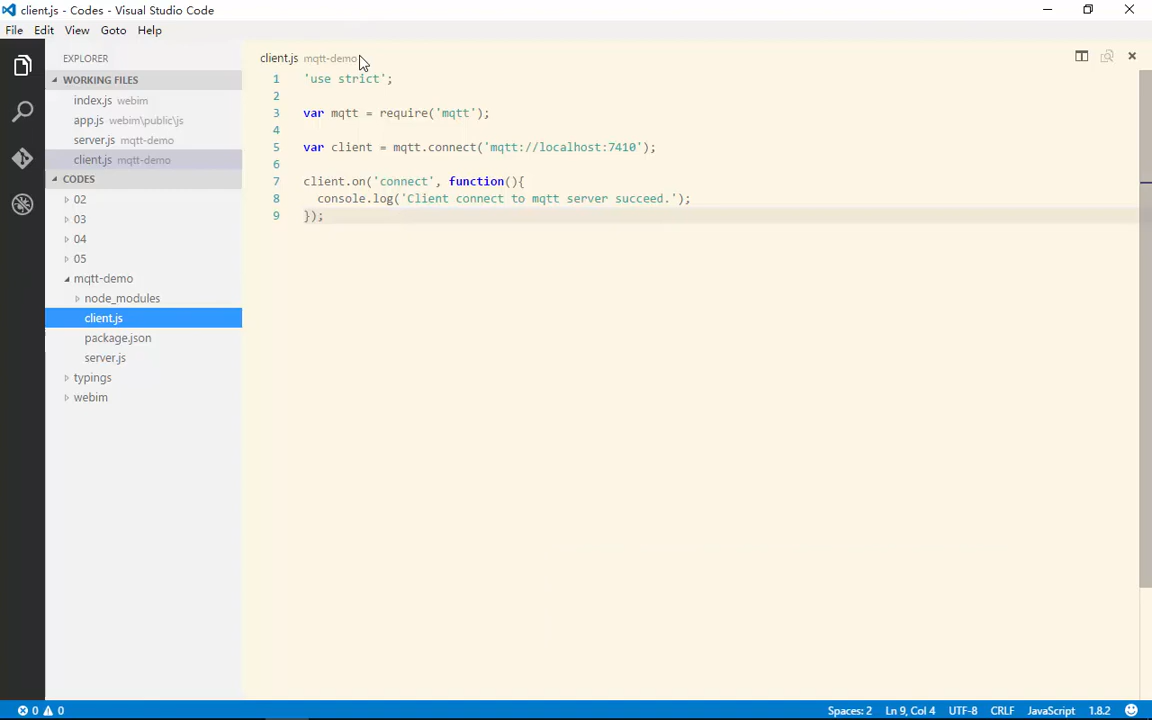 client.js - Codes - Visual Studio Code
File Edit View Goto Help
EXPLORER
WORKING FILES
index.js webim
app.js webim\public\js
server.js mqtt-demo
client.js mqtt-demo
CODES
02
03
04
05
mqtt-demo
node_modules
client.js
package.json
server.js
typings
webim
client.js mqtt-demo
1 'use strict';
2
3 var mqtt = require('mqtt');
4
5 var client = mqtt.connect('mqtt://localhost:7410');
6
7 client.on('connect', function(){
8 console.log('Client connect to mqtt server succeed.');
9 });
0 0 Spaces: 2 Ln 9, Col 4 UTF-8 CRLF JavaScript 1.8.2